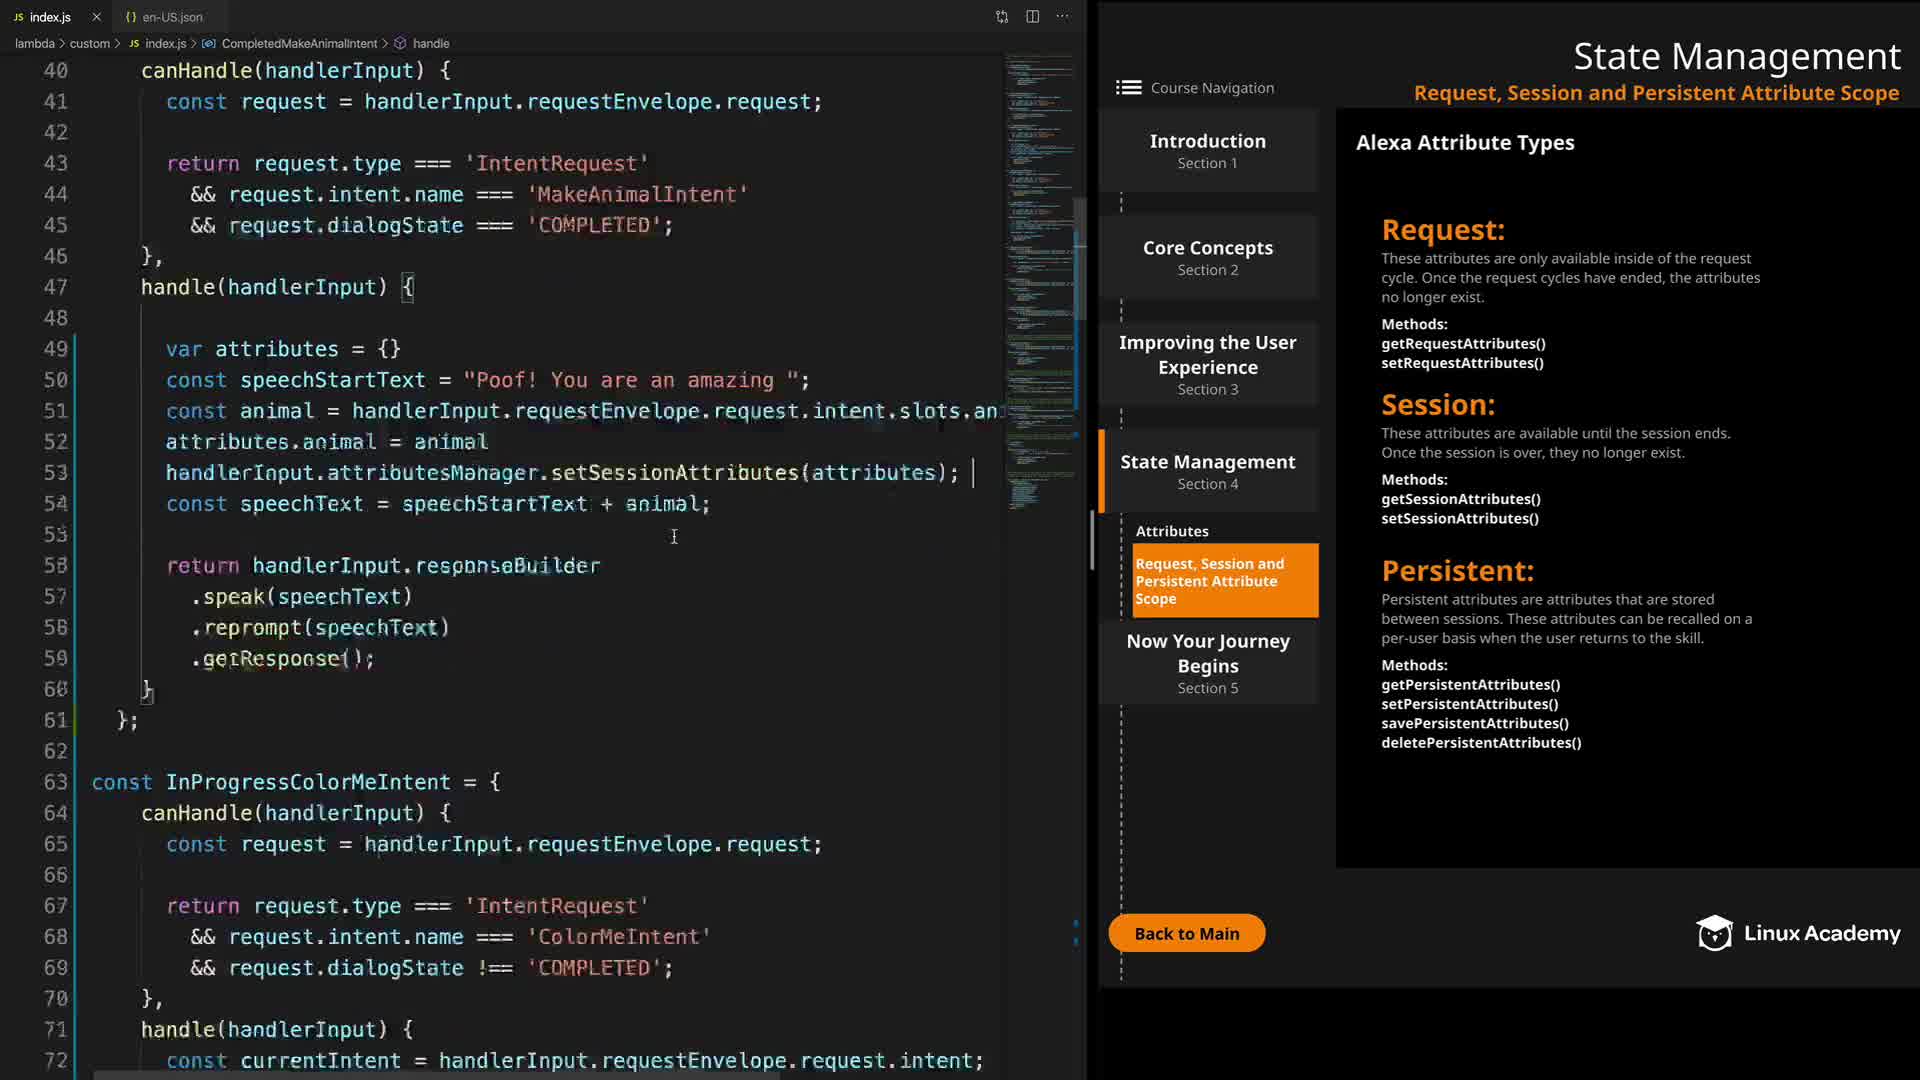 JS index.js ×
{ } en-US.json
lambda > custom > JS index.js > CompletedMakeAnimalIntent > handle
40 canHandle(handlerInput) {
41 const request = handlerInput.requestEnvelope.request;
42
43 return request.type === 'IntentRequest'
44 && request.intent.name === 'MakeAnimalIntent'
45 && request.dialogState === 'COMPLETED';
46 },
47 handle(handlerInput) {
48
49 var attributes = {}
50 const speechStartText = "Poof! You are an amazing ";
51 const animal = handlerInput.requestEnvelope.request.intent.slots.an
52 attributes.animal = animal
53 handlerInput.attributesManager.setSessionAttributes(attributes);
54 const speechText = speechStartText + animal;
53
56 return handlerInput.responseBuilder
57 .speak(speechText)
58 .reprompt(speechText)
59 .getResponse();
60 }
61 };
62
63 const InProgressColorMeIntent = {
64 canHandle(handlerInput) {
65 const request = handlerInput.requestEnvelope.request;
66
67 return request.type === 'IntentRequest'
68 && request.intent.name === 'ColorMeIntent'
69 && request.dialogState !== 'COMPLETED';
70 },
71 handle(handlerInput) {
72 const currentIntent = handlerInput.requestEnvelope.request.intent;
State Management
Request, Session and Persistent Attribute Scope
Course Navigation
Introduction
Section 1
Core Concepts
Section 2
Improving the User
Experience
Section 3
State Management
Section 4
Attributes
Request, Session and
Persistent Attribute
Scope
Now Your Journey
Begins
Section 5
Back to Main
Alexa Attribute Types
Request:
These attributes are only available inside of the request
cycle. Once the request cycles have ended, the attributes
no longer exist.
Methods:
getRequestAttributes()
setRequestAttributes()
Session:
These attributes are available until the session ends.
Once the session is over, they no longer exist.
Methods:
getSessionAttributes()
setSessionAttributes()
Persistent:
Persistent attributes are attributes that are stored
between sessions. These attributes can be recalled on a
per-user basis when the user returns to the skill.
Methods:
getPersistentAttributes()
setPersistentAttributes()
savePersistentAttributes()
deletePersistentAttributes()
Linux Academy